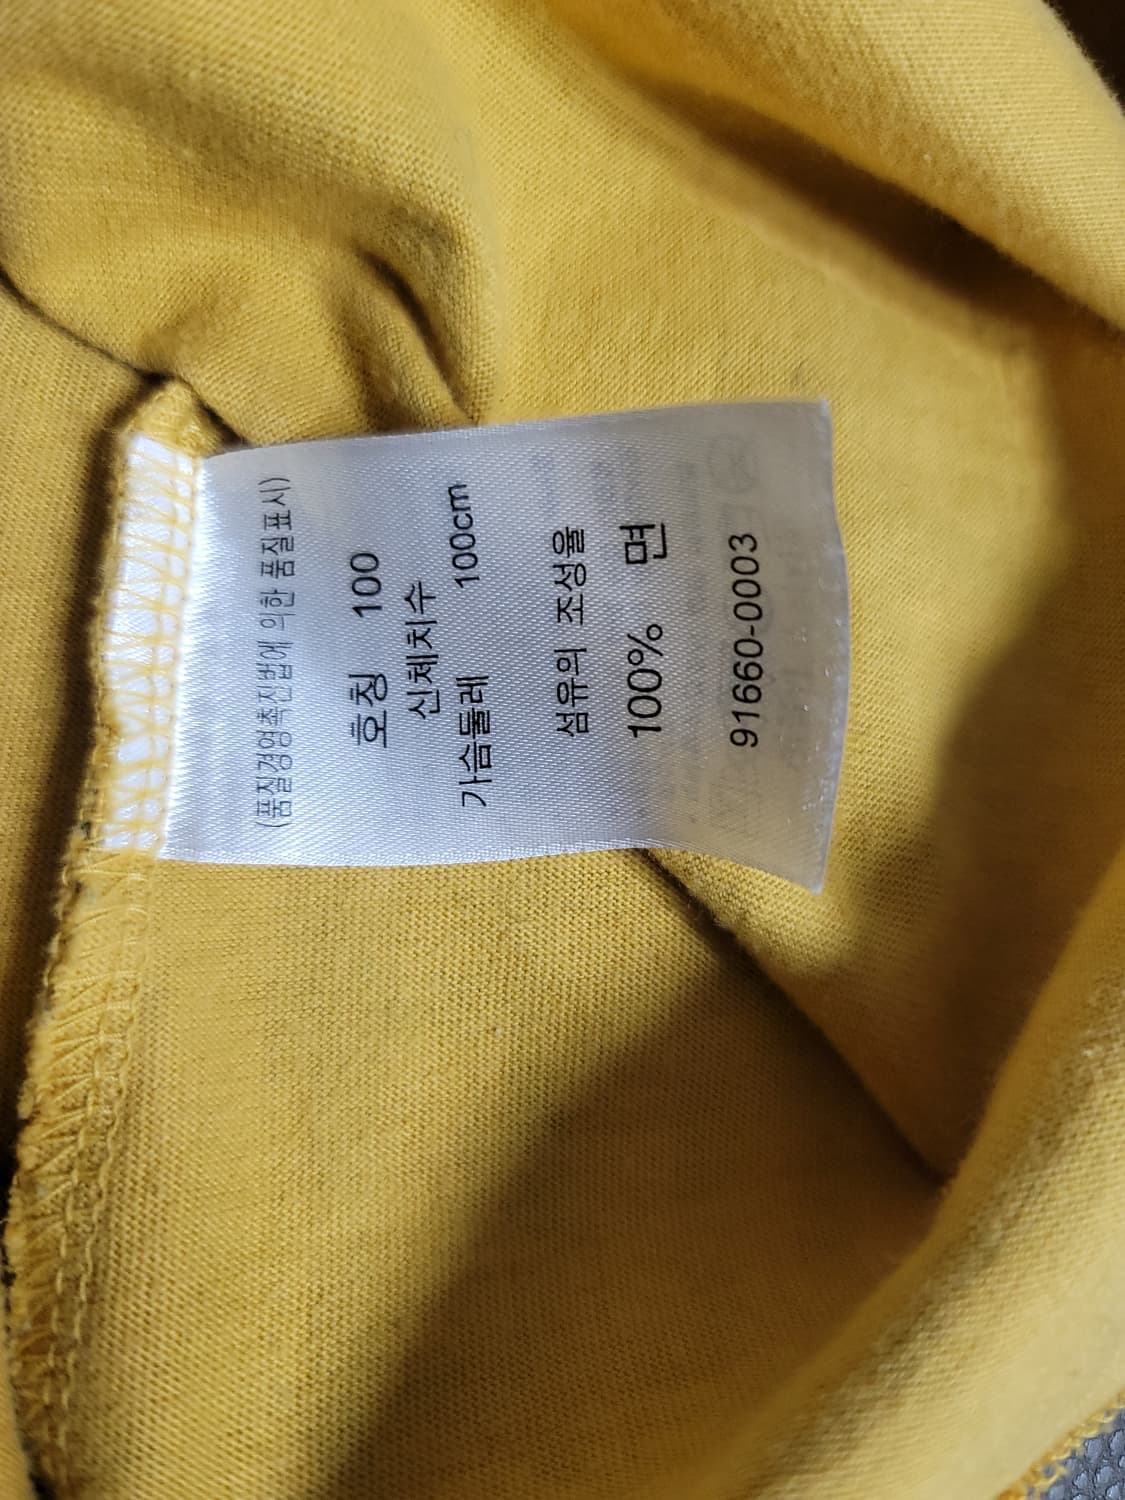 (품질경영촉진법에 의한 품질표시)
호칭 100
신체치수
가슴둘레 100cm
섬유의 조성율
100% 면
91660-0003